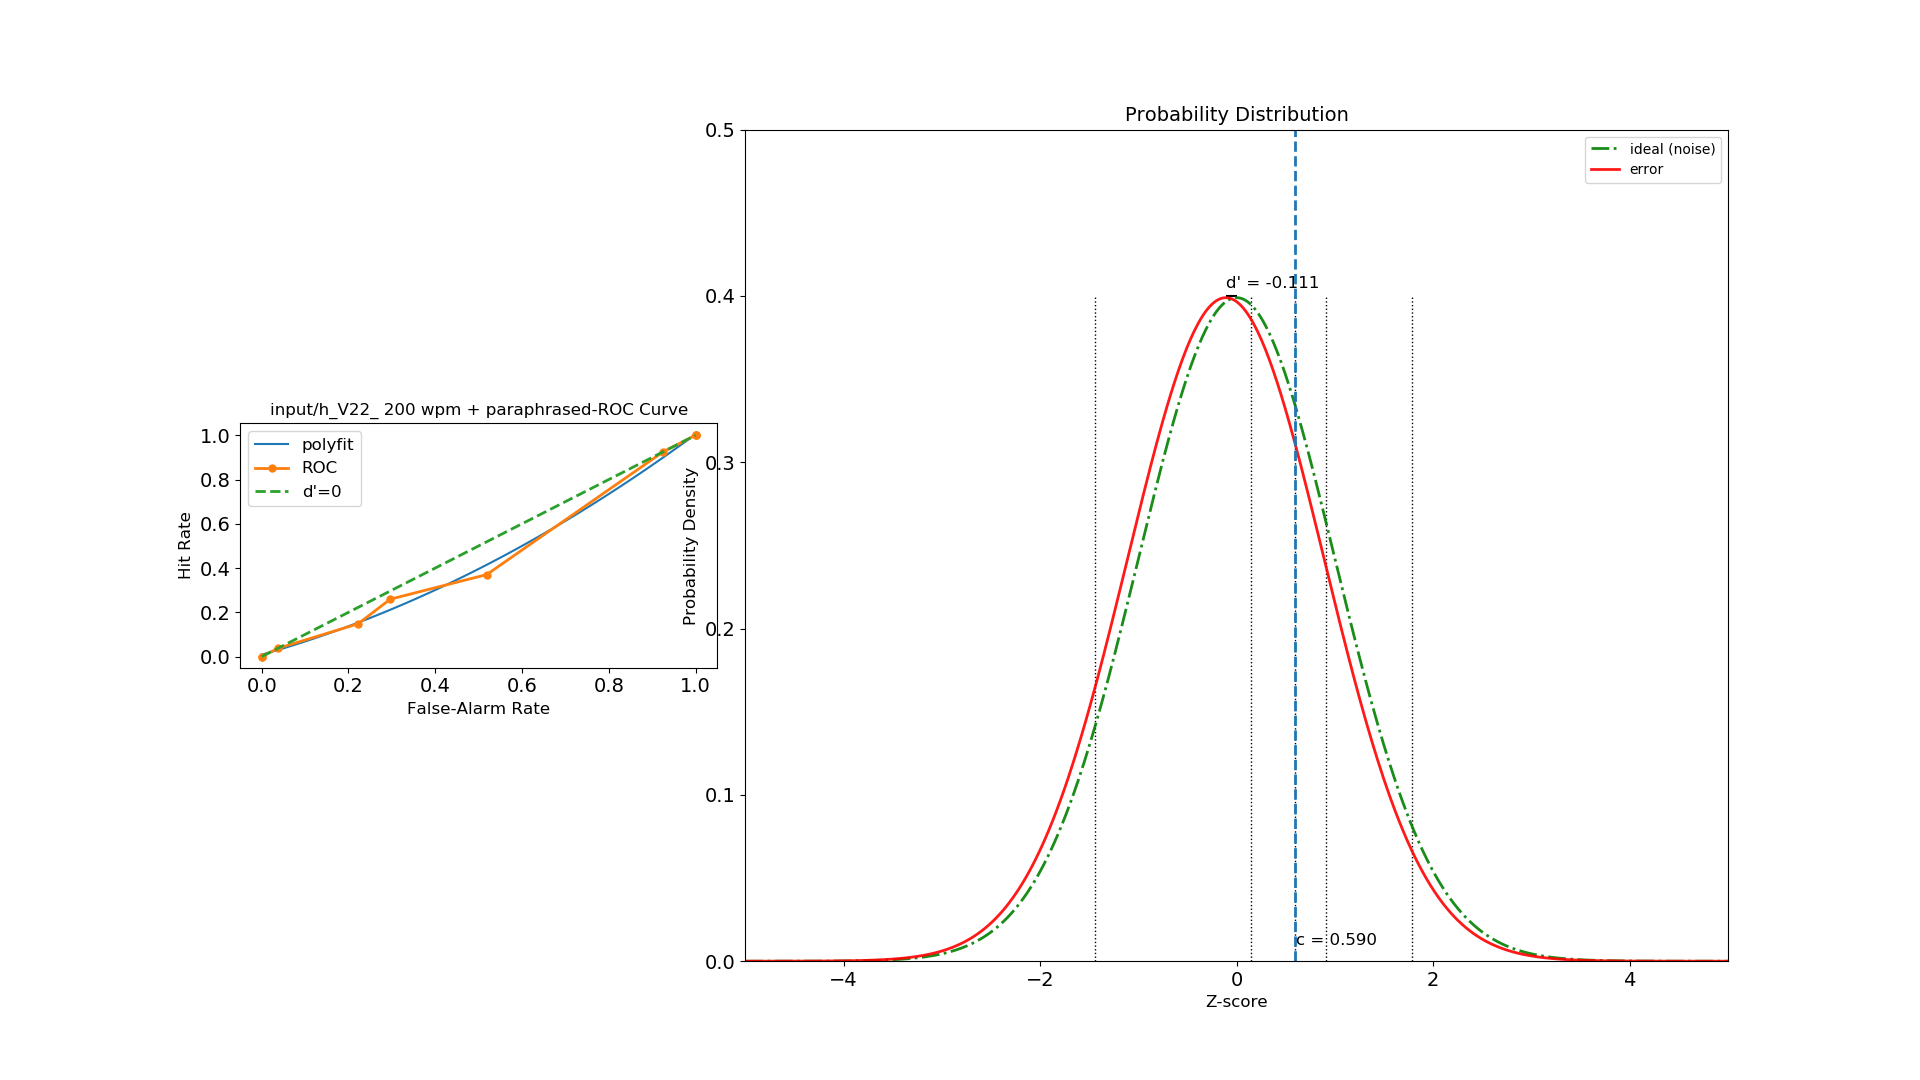 input/h_V22_ 200 wpm + paraphrased-ROC Curve
polyfit
ROC
d'=0
1.0
0.8
0.6
0.4
0.2
0.0
Hit Rate
0.0 0.2 0.4 0.6 0.8 1.0
False-Alarm Rate
Probability Distribution
ideal (noise)
error
d' = -0.111
c = 0.590
0.5
0.4
0.3
0.2
0.1
0.0
Probability Density
−4 −2 0 2 4
Z-score